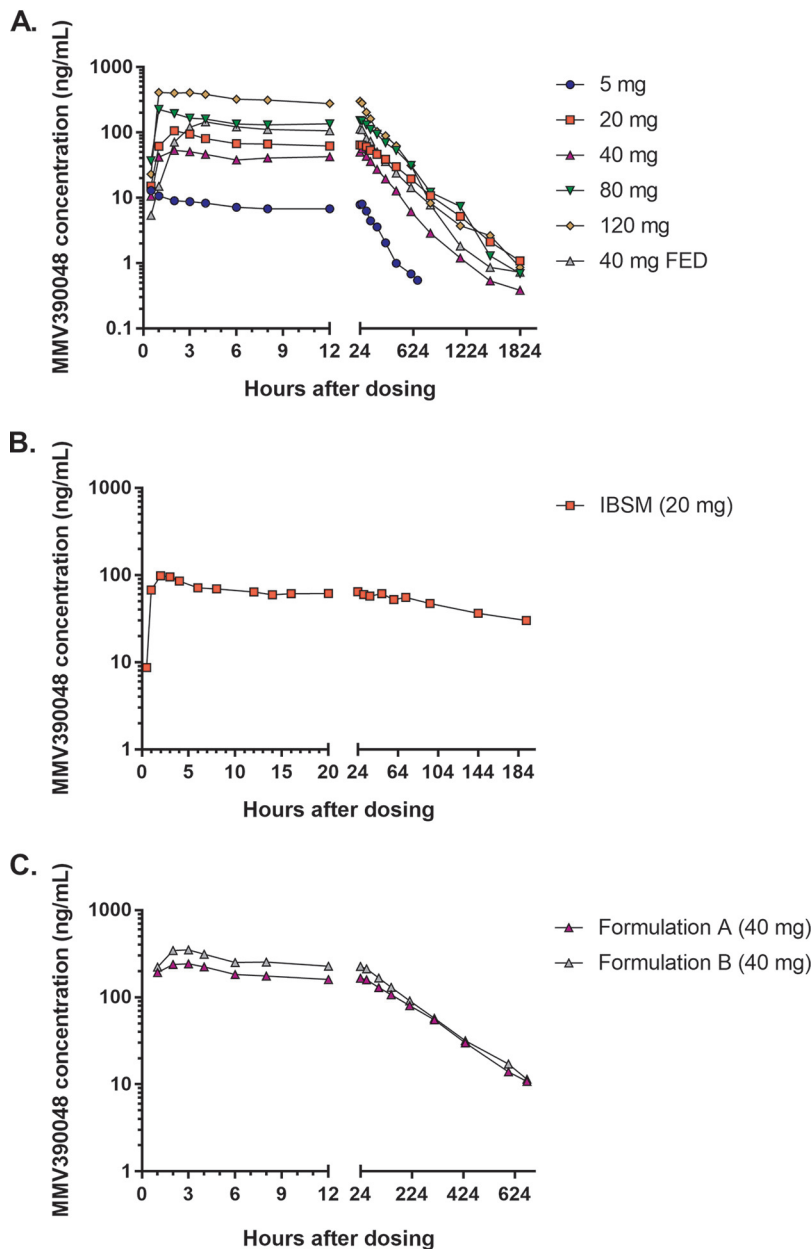 A.
MMV390048 concentration (ng/mL)
1000
100
10
1
0.1
0 3 6 9 12 24 624 1224 1824
Hours after dosing
5 mg
20 mg
40 mg
80 mg
120 mg
40 mg FED
B.
MMV390048 concentration (ng/mL)
1000
100
10
1
0 5 10 15 20 24 64 104 144 184
Hours after dosing
IBSM (20 mg)
C.
MMV390048 concentration (ng/mL)
1000
100
10
1
0 3 6 9 12 24 224 424 624
Hours after dosing
Formulation A (40 mg)
Formulation B (40 mg)